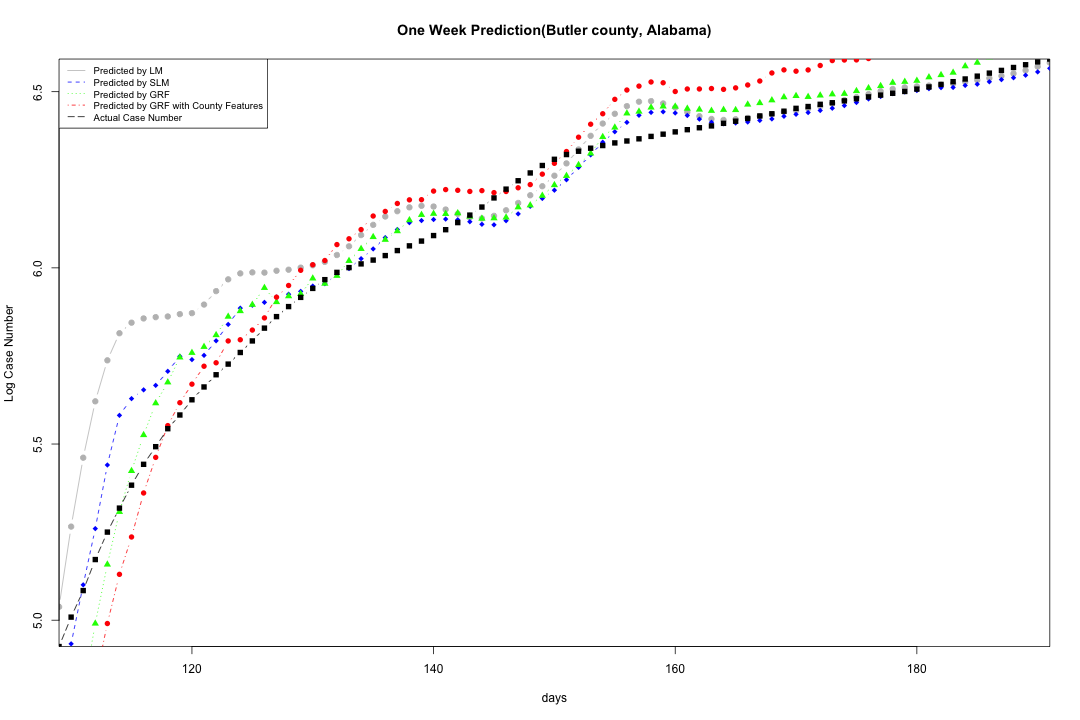 One Week Prediction(Butler county, Alabama)
Predicted by LM
Predicted by SLM
Predicted by GRF
Predicted by GRF with County Features
Actual Case Number
6.5
6.0
5.5
5.0
Log Case Number
120 140 160 180
days